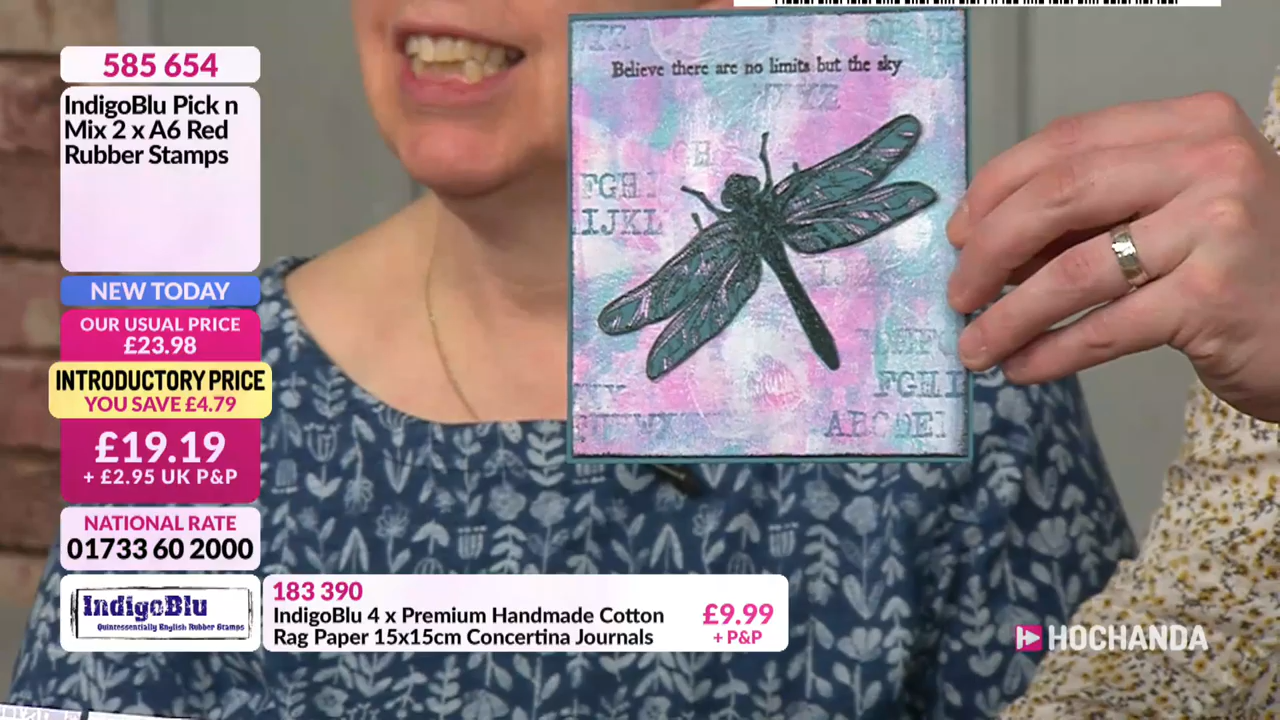 585 654
IndigoBlu Pick n
Mix 2 x A6 Red
Rubber Stamps
NEW TODAY
OUR USUAL PRICE
£23.98
INTRODUCTORY PRICE
YOU SAVE £4.79
£19.19
+ £2.95 UK P&P
NATIONAL RATE
01733 60 2000
IndigoBlu
Quintessentially English Rubber Stamps
183 390
IndigoBlu 4 x Premium Handmade Cotton
Rag Paper 15x15cm Concertina Journals
£9.99
+ P&P
HOCHANDA
Believe there are no limits but the sky
FGHI
IJKL
FGHI
ABCDEF